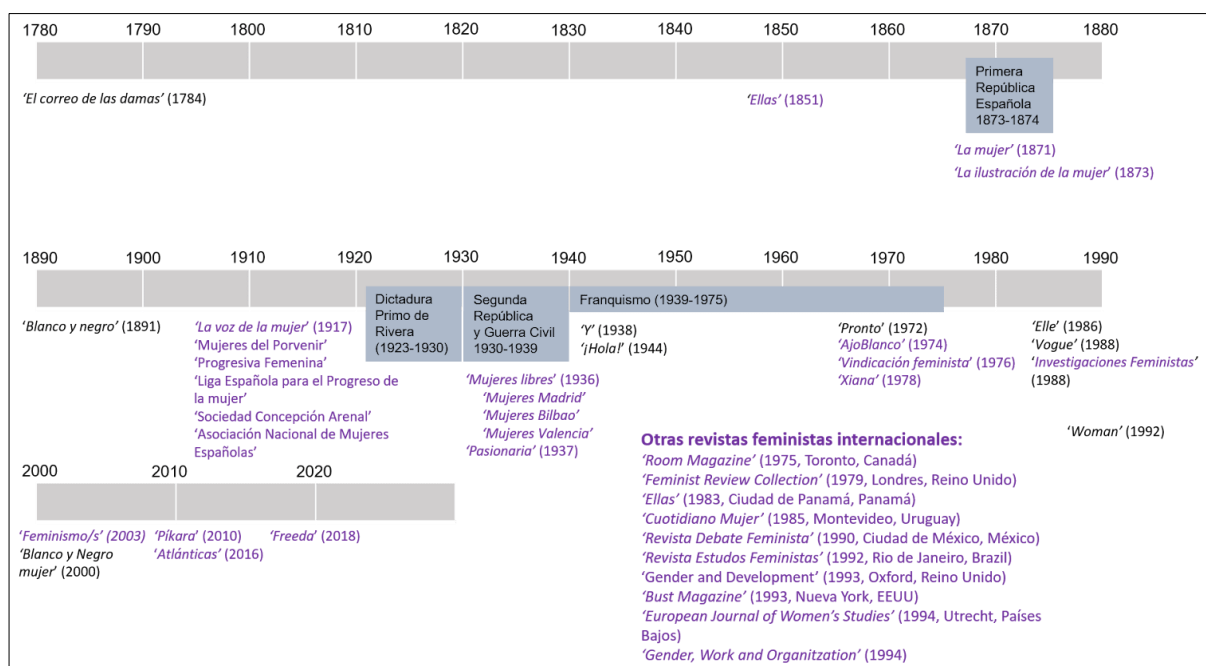 1780 1790 1800 1810 1820 1830 1840 1850 1860 1870 1880
Primera
República
Española
1873-1874
‘El correo de las damas’ (1784)
‘Ellas’ (1851)
‘La mujer’ (1871)
‘La ilustración de la mujer’ (1873)
1890 1900 1910 1920 1930 1940 1950 1960 1970 1980 1990
Dictadura
Primo de
Rivera
(1923-1930)
Segunda
República
y Guerra Civil
1930-1939
Franquismo (1939-1975)
‘Blanco y negro’ (1891)
‘La voz de la mujer’ (1917)
‘Mujeres del Porvenir’
‘Progresiva Femenina’
‘Liga Española para el Progreso de
la mujer’
‘Sociedad Concepción Arenal’
‘Asociación Nacional de Mujeres
Españolas’
‘Mujeres libres’ (1936)
‘Mujeres Madrid’
‘Mujeres Bilbao’
‘Mujeres Valencia’
‘Pasionaria’ (1937)
‘Y’ (1938)
‘¡Hola!’ (1944)
‘Pronto’ (1972)
‘AjoBlanco’ (1974)
‘Vindicación feminista’ (1976)
‘Xiana’ (1978)
‘Elle’ (1986)
‘Vogue’ (1988)
‘Investigaciones Feministas’
(1988)
‘Woman’ (1992)
2000 2010 2020
‘Feminismo/s’ (2003)
‘Blanco y Negro
mujer’ (2000)
‘Píkara’ (2010)
‘Atlánticas’ (2016)
‘Freeda’ (2018)
Otras revistas feministas internacionales:
‘Room Magazine’ (1975, Toronto, Canadá)
‘Feminist Review Collection’ (1979, Londres, Reino Unido)
‘Ellas’ (1983, Ciudad de Panamá, Panamá)
‘Cuotidiano Mujer’ (1985, Montevideo, Uruguay)
‘Revista Debate Feminista’ (1990, Ciudad de México, México)
‘Revista Estudos Feministas’ (1992, Rio de Janeiro, Brazil)
‘Gender and Development’ (1993, Oxford, Reino Unido)
‘Bust Magazine’ (1993, Nueva York, EEUU)
‘European Journal of Women’s Studies’ (1994, Utrecht, Países
Bajos)
‘Gender, Work and Organitzation’ (1994)